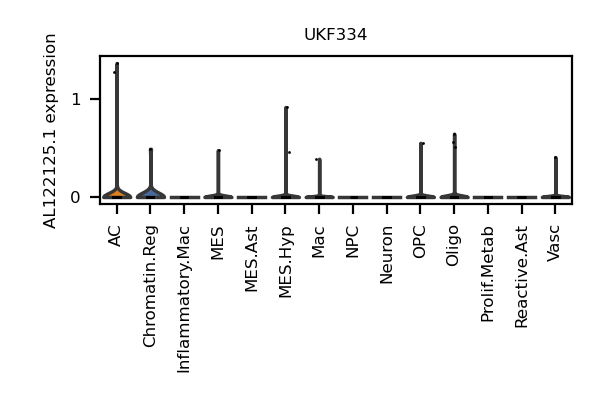 UKF334
AL122125.1 expression
1
0
AC
Chromatin.Reg
Inflammatory.Mac
MES
MES.Ast
MES.Hyp
Mac
NPC
Neuron
OPC
Oligo
Prolif.Metab
Reactive.Ast
Vasc